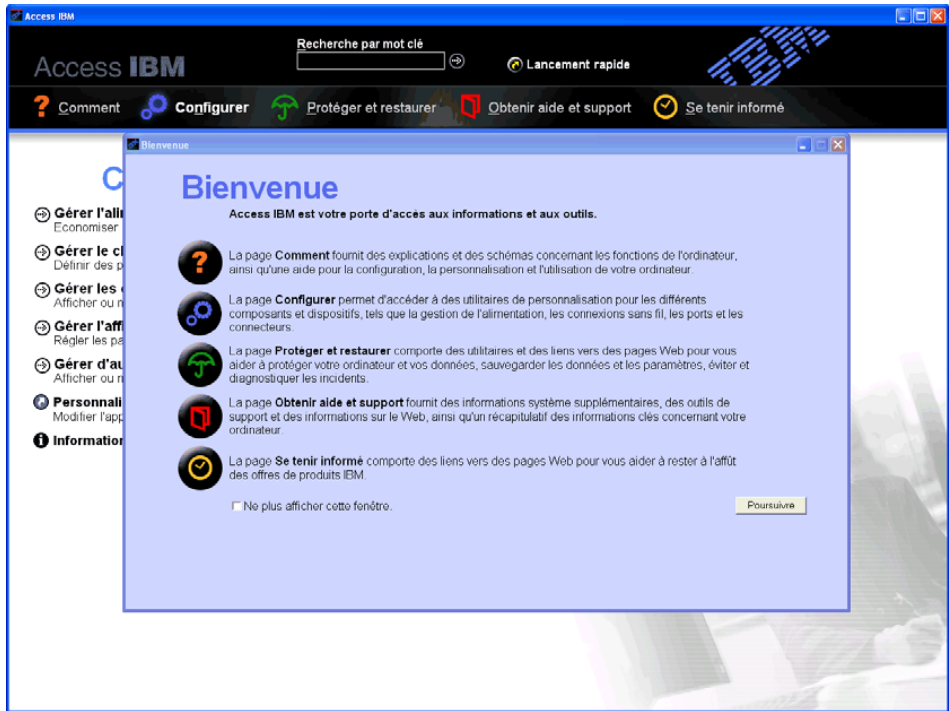 Access IBM
Recherche par mot clé
Access IBM
Lancement rapide
IBM
? Comment
Configurer
Protéger et restaurer
Obtenir aide et support
Se tenir informé
Bienvenue
C
Gérer l'ali
Economiser
Gérer le cl
Définir des p
Gérer les
Afficher ou n
Gérer l'affi
Régler les pa
Gérer d'au
Afficher ou n
Personnali
Modifier l'app
Information
Bienvenue
Access IBM est votre porte d'accès aux informations et aux outils.
? La page Comment fournit des explications et des schémas concernant les fonctions de l'ordinateur,
ainsi qu'une aide pour la configuration, la personnalisation et l'utilisation de votre ordinateur.
La page Configurer permet d'accéder à des utilitaires de personnalisation pour les différents
composants et dispositifs, tels que la gestion de l'alimentation, les connexions sans fil, les ports et les
connecteurs.
La page Protéger et restaurer comporte des utilitaires et des liens vers des pages Web pour vous
aider à protéger votre ordinateur et vos données, sauvegarder les données et les paramètres, éviter et
diagnostiquer les incidents.
La page Obtenir aide et support fournit des informations système supplémentaires, des outils de
support et des informations sur le Web, ainsi qu'un récapitulatif des informations clés concernant votre
ordinateur.
La page Se tenir informé comporte des liens vers des pages Web pour vous aider à rester à l'affût
des offres de produits IBM.
Ne plus afficher cette fenêtre.
Poursuivre